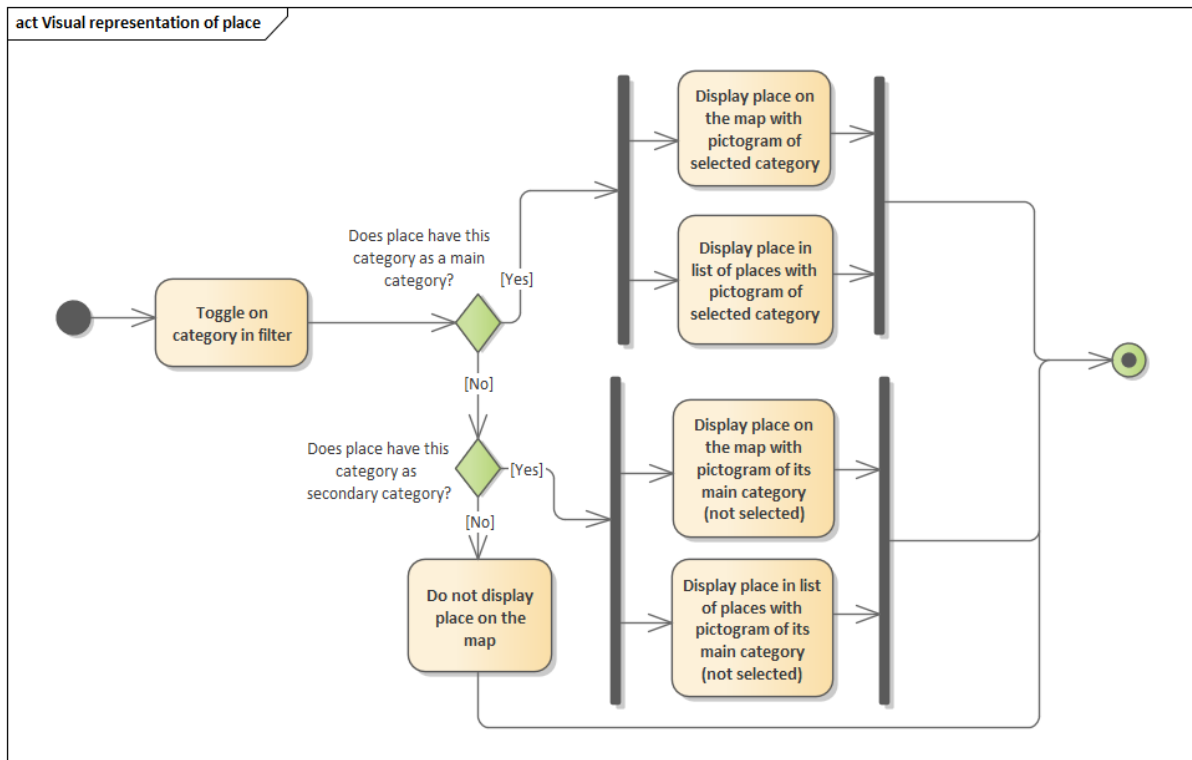 act Visual representation of place
Display place on
the map with
pictogram of
selected category
Does place have this
category as a main
category?
[Yes]
Display place in
list of places with
pictogram of
selected category
Toggle on
category in filter
[No]
Does place have this
category as
secondary category?
[Yes]
Display place on
the map with
pictogram of its
main category
(not selected)
[No]
Do not display
place on the
map
Display place in list
of places with
pictogram of its
main category
(not selected)